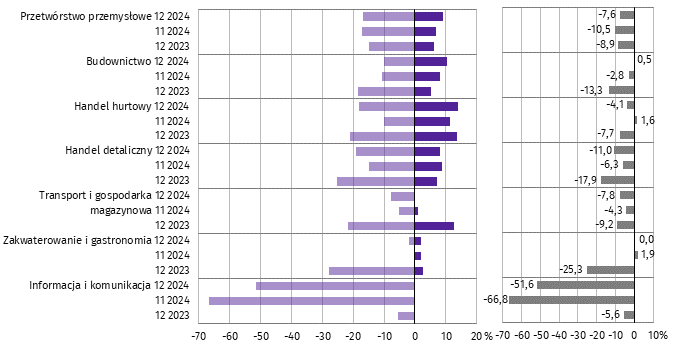 Przetwórstwo przemysłowe 12 2024 -7,6
11 2024 -10,5
12 2023 -8,9
Budownictwo 12 2024 0,5
11 2024 -2,8
12 2023 -13,3
Handel hurtowy 12 2024 -4,1
11 2024 1,6
12 2023 -7,7
Handel detaliczny 12 2024 -11,0
11 2024 -6,3
12 2023 -17,9
Transport i gospodarka 12 2024 -7,8
magazynowa 11 2024 -4,3
12 2023 -9,2
Zakwaterowanie i gastronomia 12 2024 0,0
11 2024 1,9
12 2023 -25,3
Informacja i komunikacja 12 2024 -51,6
11 2024 -66,8
12 2023 -5,6
-70 -60 -50 -40 -30 -20 -10 0 10 20 % -70 -60 -50 -40 -30 -20 -10 0 10%